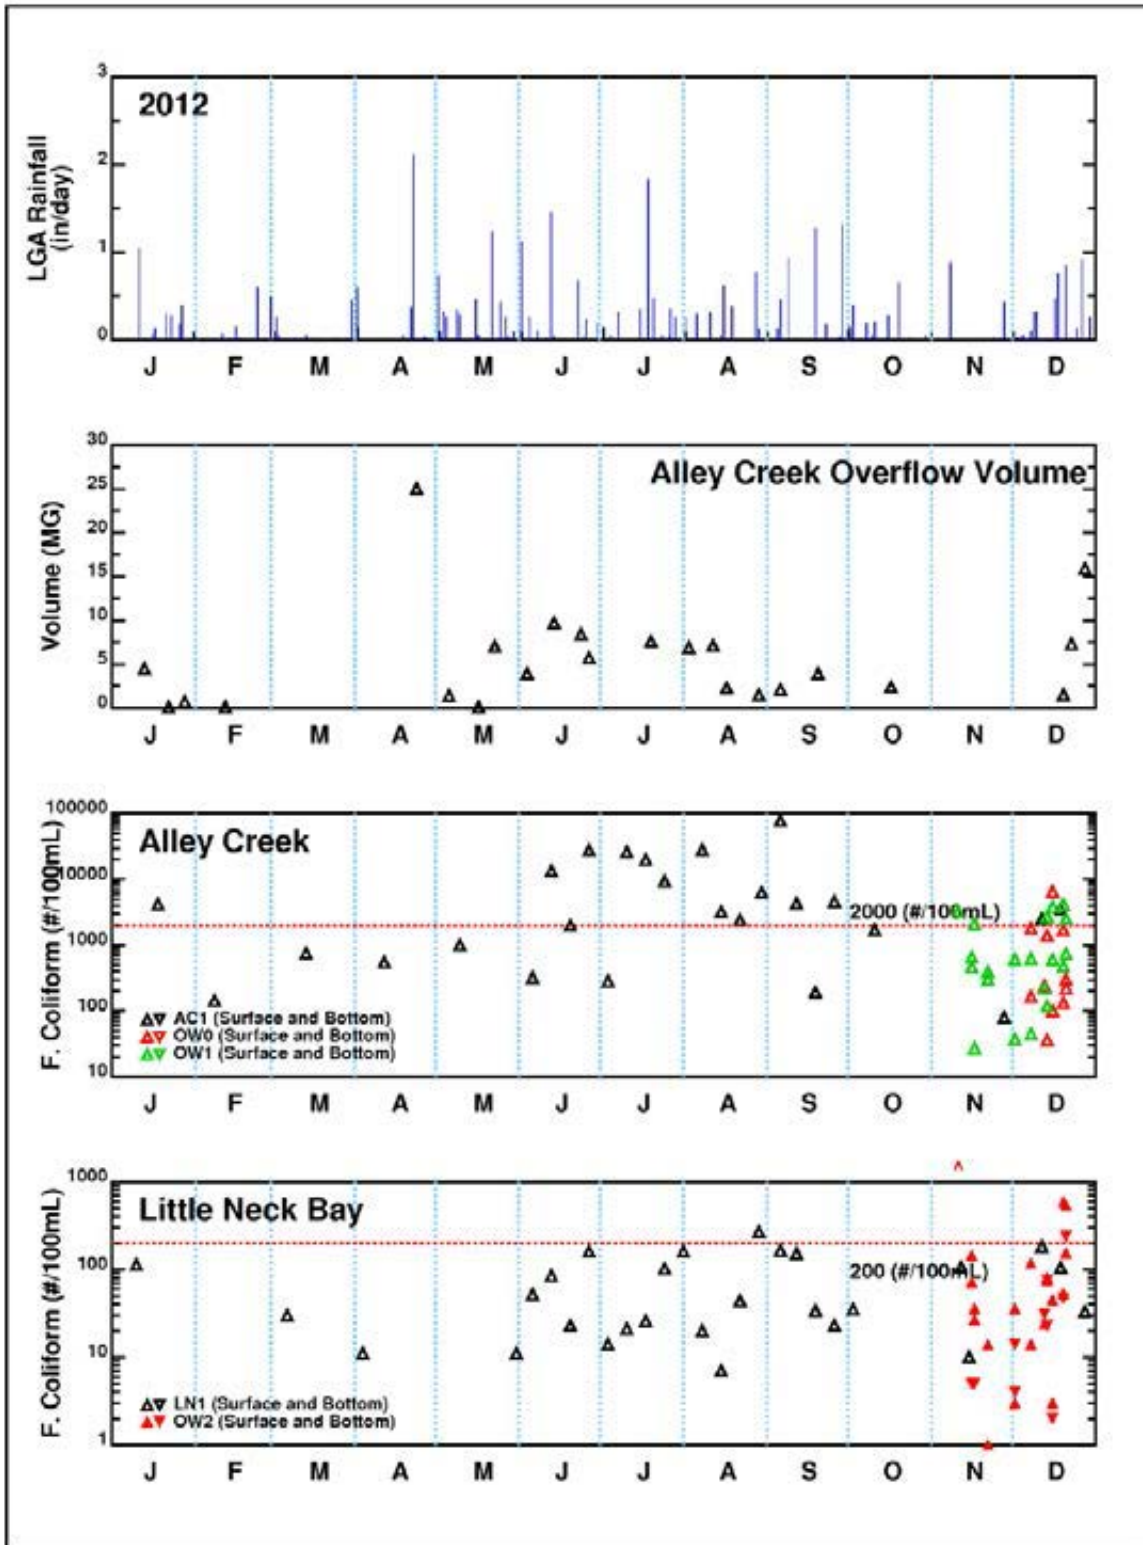 3
2012
2
LGA Rainfall
(in/day)
1
0
J F M A M J J A S O N D
30
Alley Creek Overflow Volume
25
20
Volume (MG)
15
10
5
0
J F M A M J J A S O N D
100000
Alley Creek
10000
F. Coliform (#/100mL)
2000 (#/100mL)
1000
100
AC1 (Surface and Bottom)
OW0 (Surface and Bottom)
OW1 (Surface and Bottom)
10
J F M A M J J A S O N D
1000
Little Neck Bay
F. Coliform (#/100mL)
200 (#/100mL)
100
10
LN1 (Surface and Bottom)
OW2 (Surface and Bottom)
1
J F M A M J J A S O N D